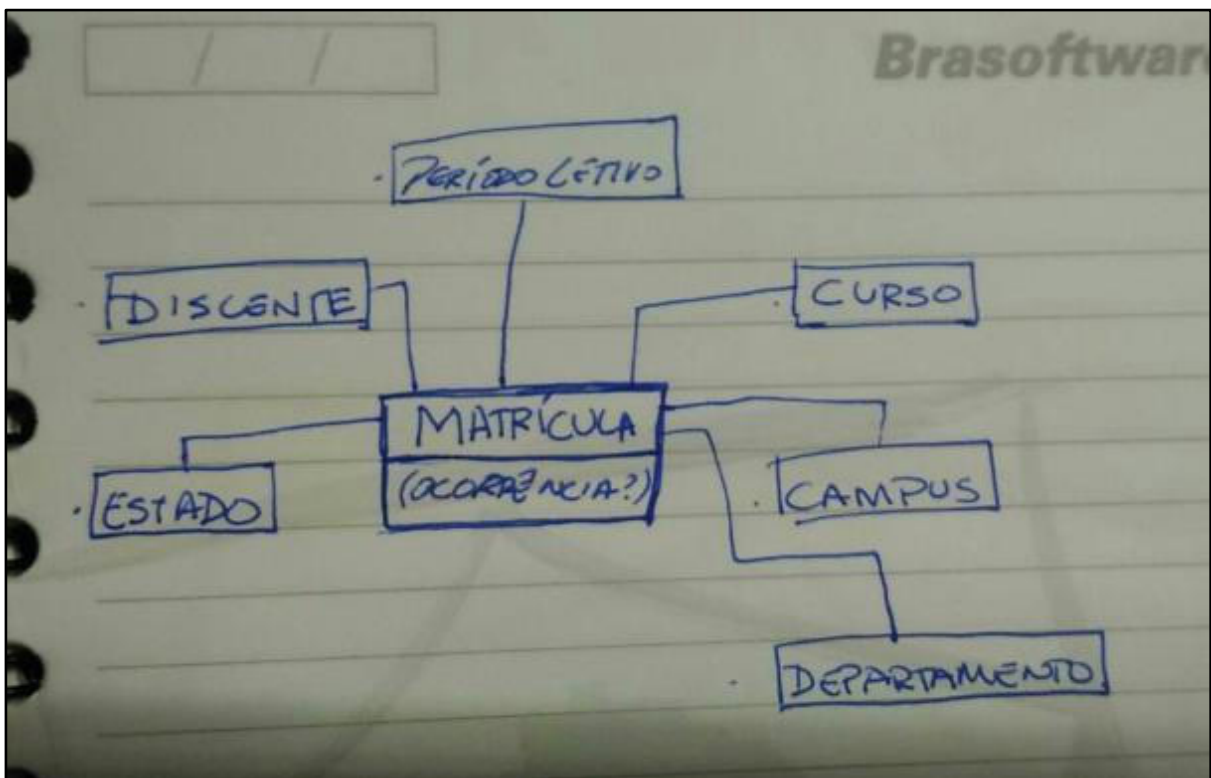 Brasoftware
PERÍODO LETIVO
DISCENTE
CURSO
MATRÍCULA
(OCORRÊNCIA?)
ESTADO
CAMPUS
DEPARTAMENTO